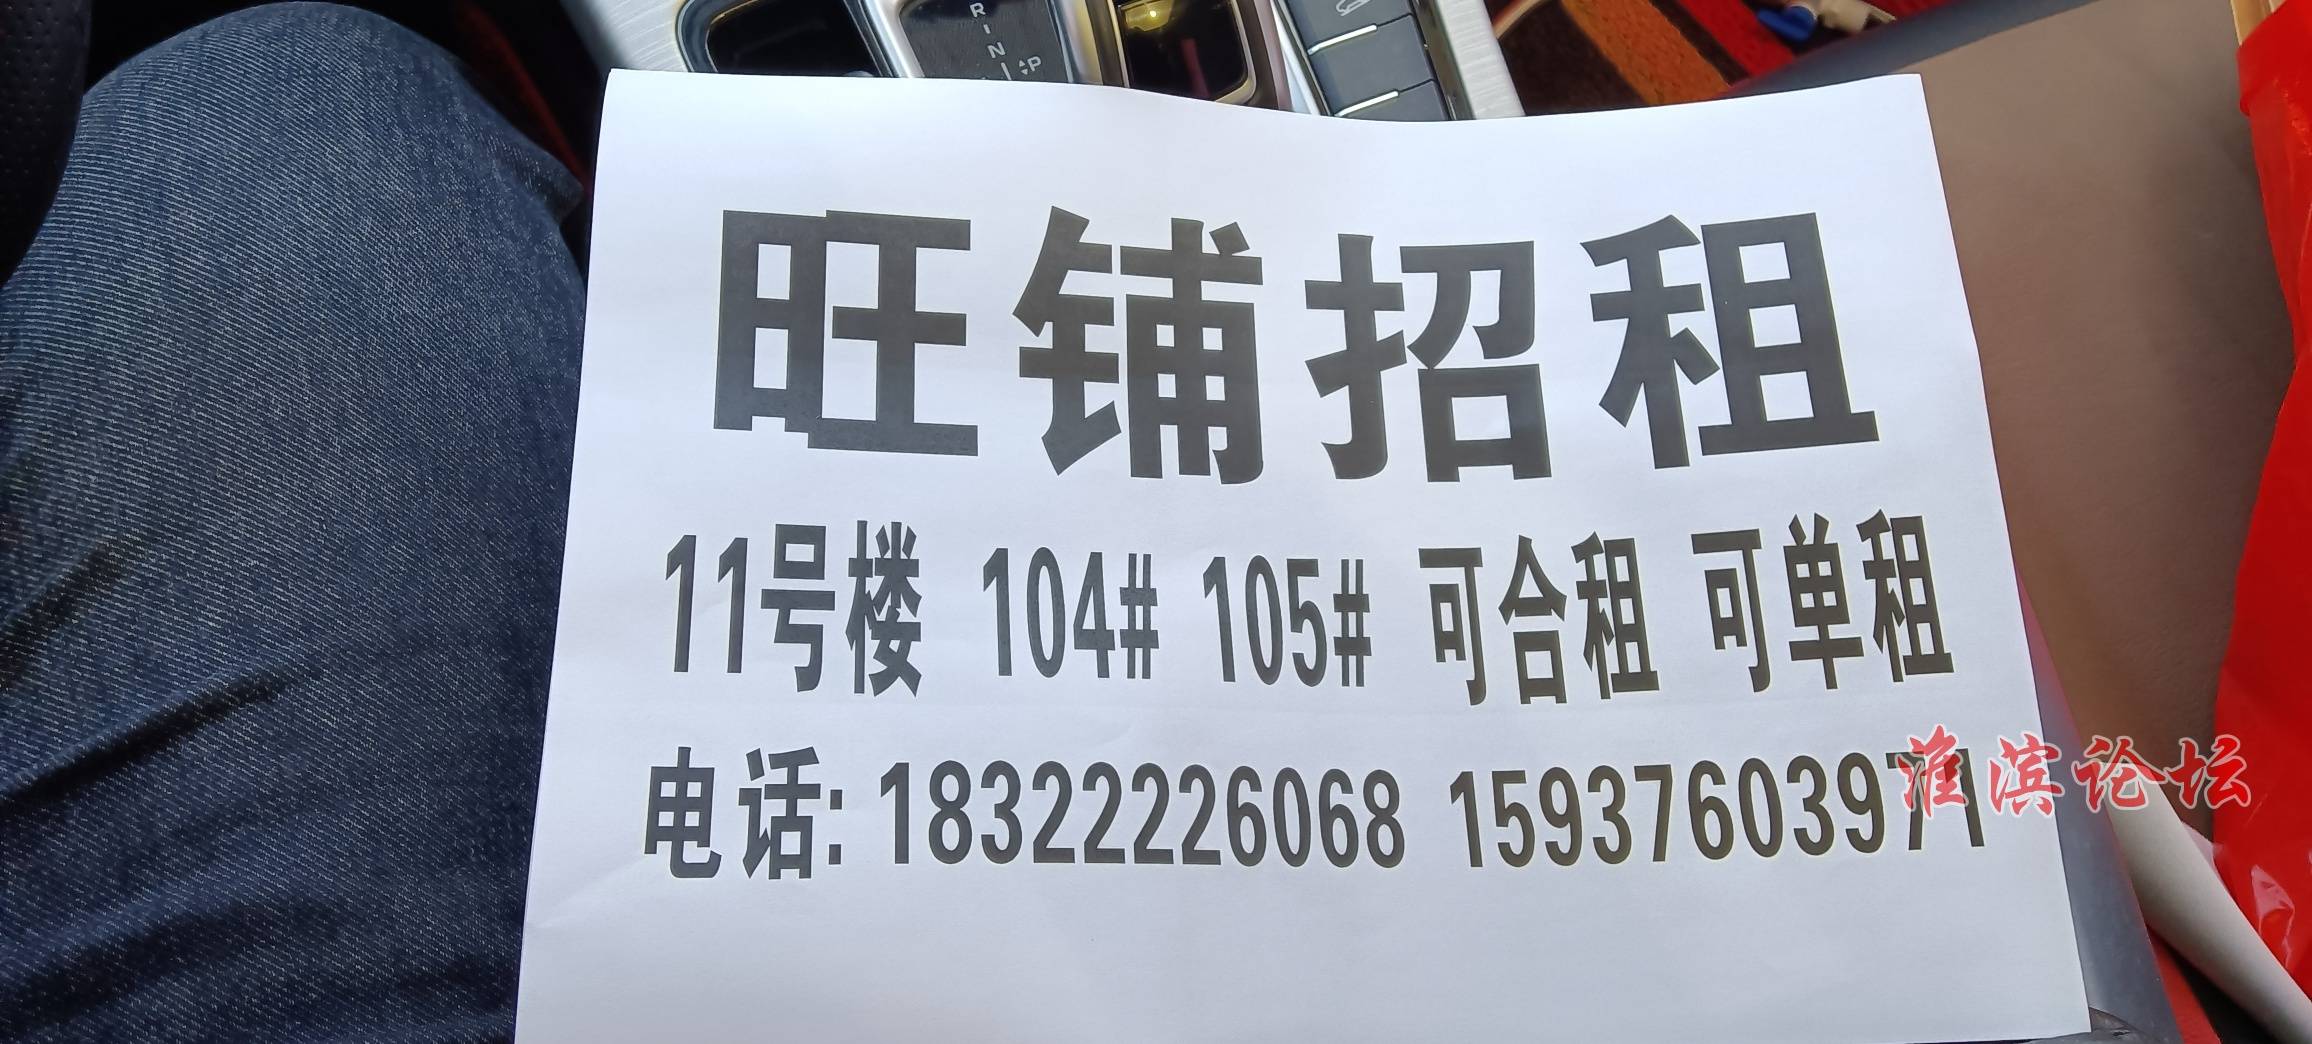 R
N
P
旺铺招租
11号楼 104# 105# 可合租 可单租
电话: 18322226068 15937603971
淮滨论坛